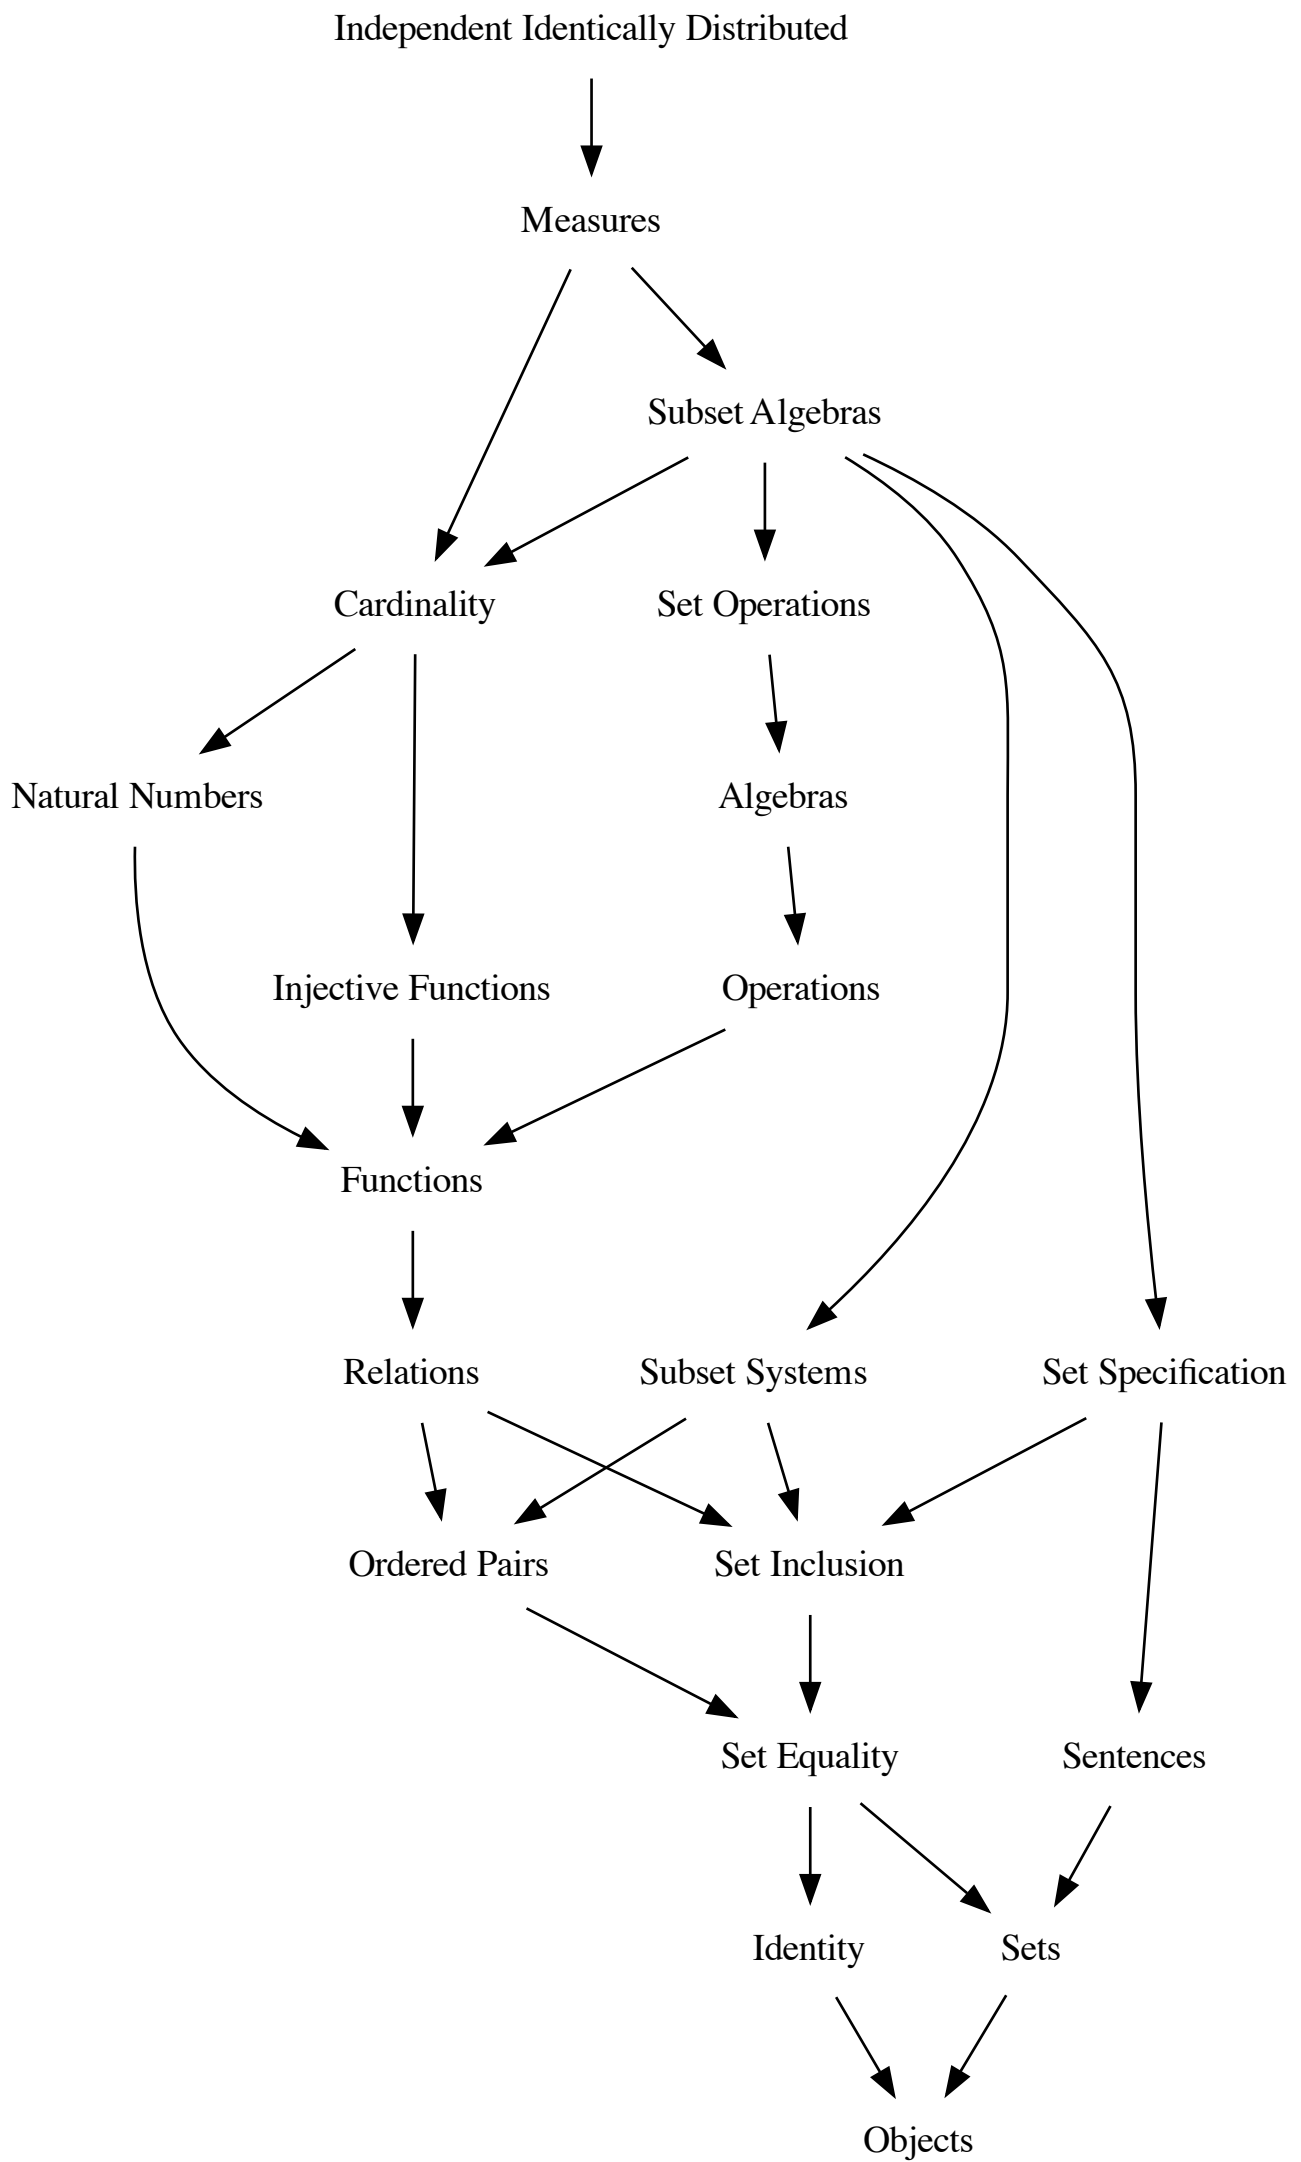 Independent Identically Distributed
Measures
Subset Algebras
Cardinality
Set Operations
Natural Numbers
Algebras
Injective Functions
Operations
Functions
Relations
Subset Systems
Set Specification
Ordered Pairs
Set Inclusion
Set Equality
Sentences
Identity
Sets
Objects